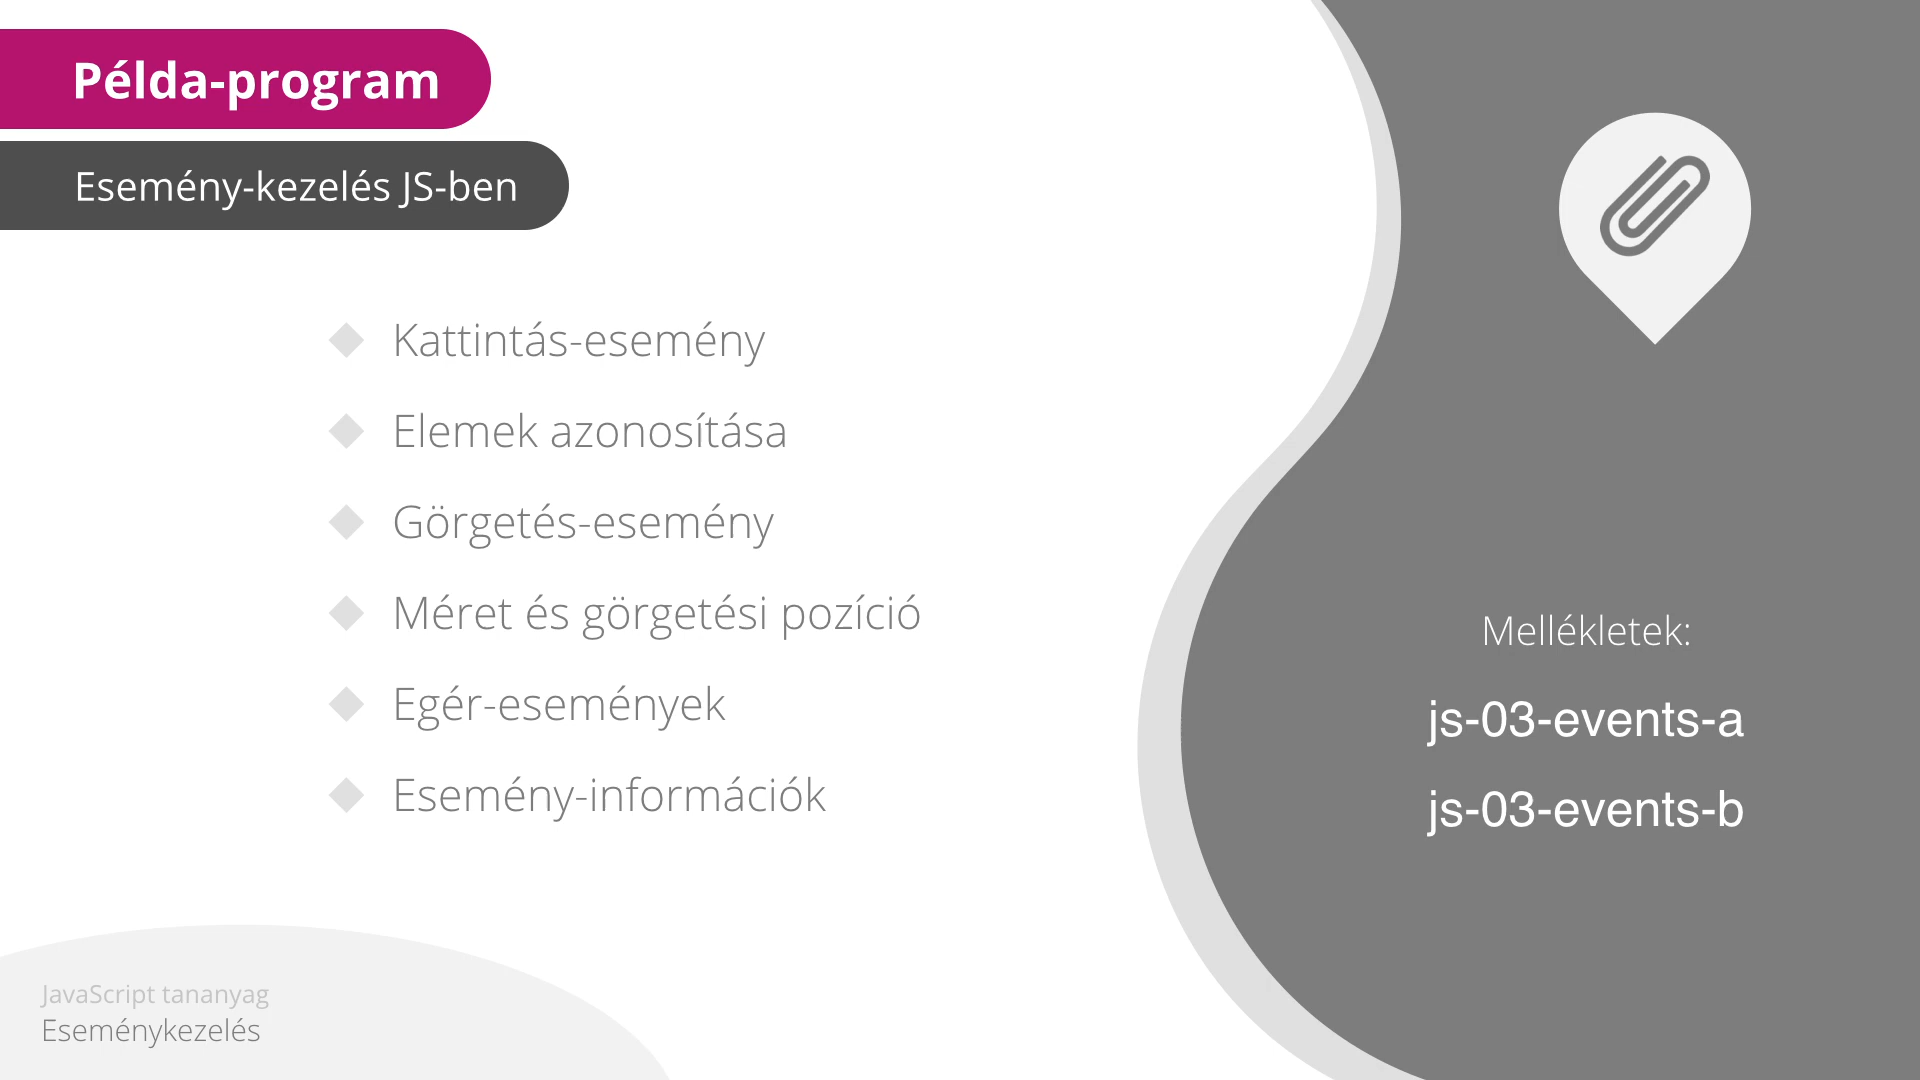 Példa-program
Esemény-kezelés JS-ben
Kattintás-esemény
Elemek azonosítása
Görgetés-esemény
Méret és görgetési pozíció
Egér-események
Esemény-információk
Mellékletek:
js-03-events-a
js-03-events-b
JavaScript tananyag
Eseménykezelés